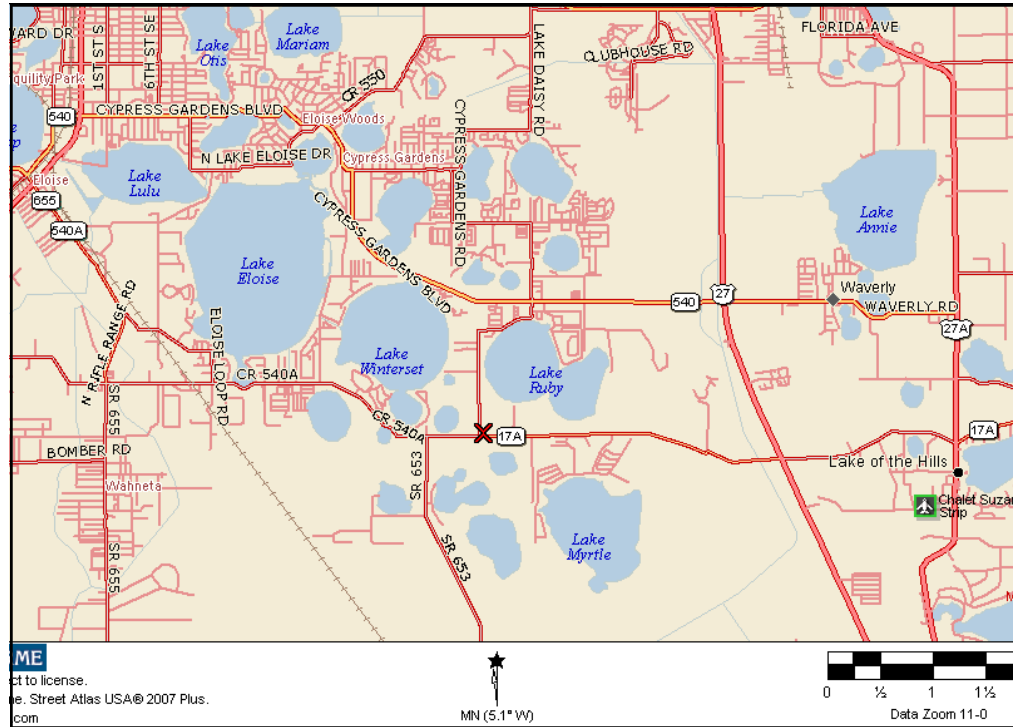 WARD DR
1ST ST S
6TH ST SE
Lake
Otis
Lake
Mariam
LAKE DAISY RD
CLUBHOUSE RD
FLORIDA AVE
quility Park
CR 550
540
CYPRESS GARDENS BLVD
Eloise Woods
CYPRESS GARDENS RD
N LAKE ELOISE DR
Cypress Gardens
Eloise
Lake
Lulu
655
540A
CYPRESS GARDENS BLVD
Lake
Annie
Lake
Eloise
540
27
Waverly
WAVERLY RD
27A
N RIFLE RANGE RD
ELOISE LOOP RD
Lake
Winterset
Lake
Ruby
CR 540A
SR 655
CR 540A
17A
17A
BOMBER RD
SR 653
Lake of the Hills
Wahneta
Chalet Suza
Strip
Lake
Myrtle
SR 655
SR 653
ME
ct to license.
ne. Street Atlas USA® 2007 Plus.
com
MN (5.1° W)
0 ½ 1 1½
Data Zoom 11-0